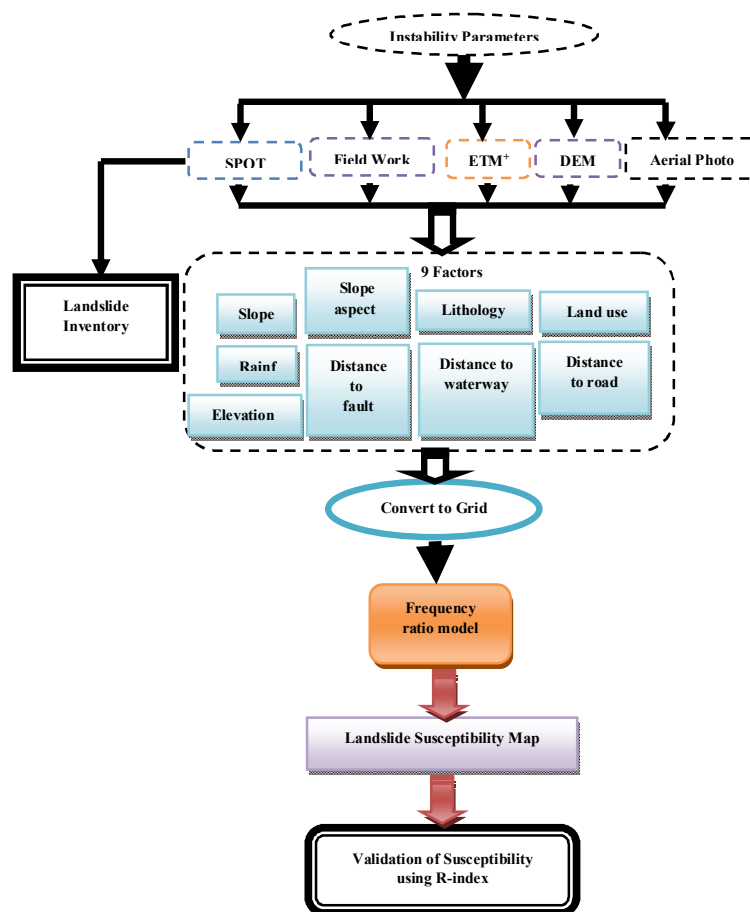 Instability Parameters
SPOT
Field Work
ETM+
DEM
Aerial Photo
Landslide
Inventory
9 Factors
Slope
Slope
aspect
Lithology
Land use
Rainf
Distance
to
fault
Distance to
waterway
Distance
to road
Elevation
Convert to Grid
Frequency
ratio model
Landslide Susceptibility Map
Validation of Susceptibility
using R-index